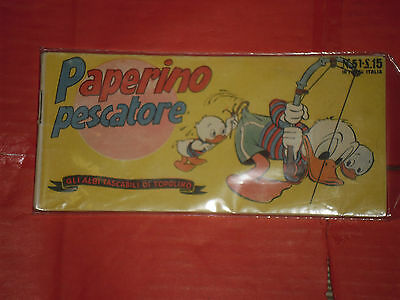 Paperino
pescatore
N.51-L.15
IN TUTTA ITALIA
GLI ALBI TASCABILI DI TOPOLINO